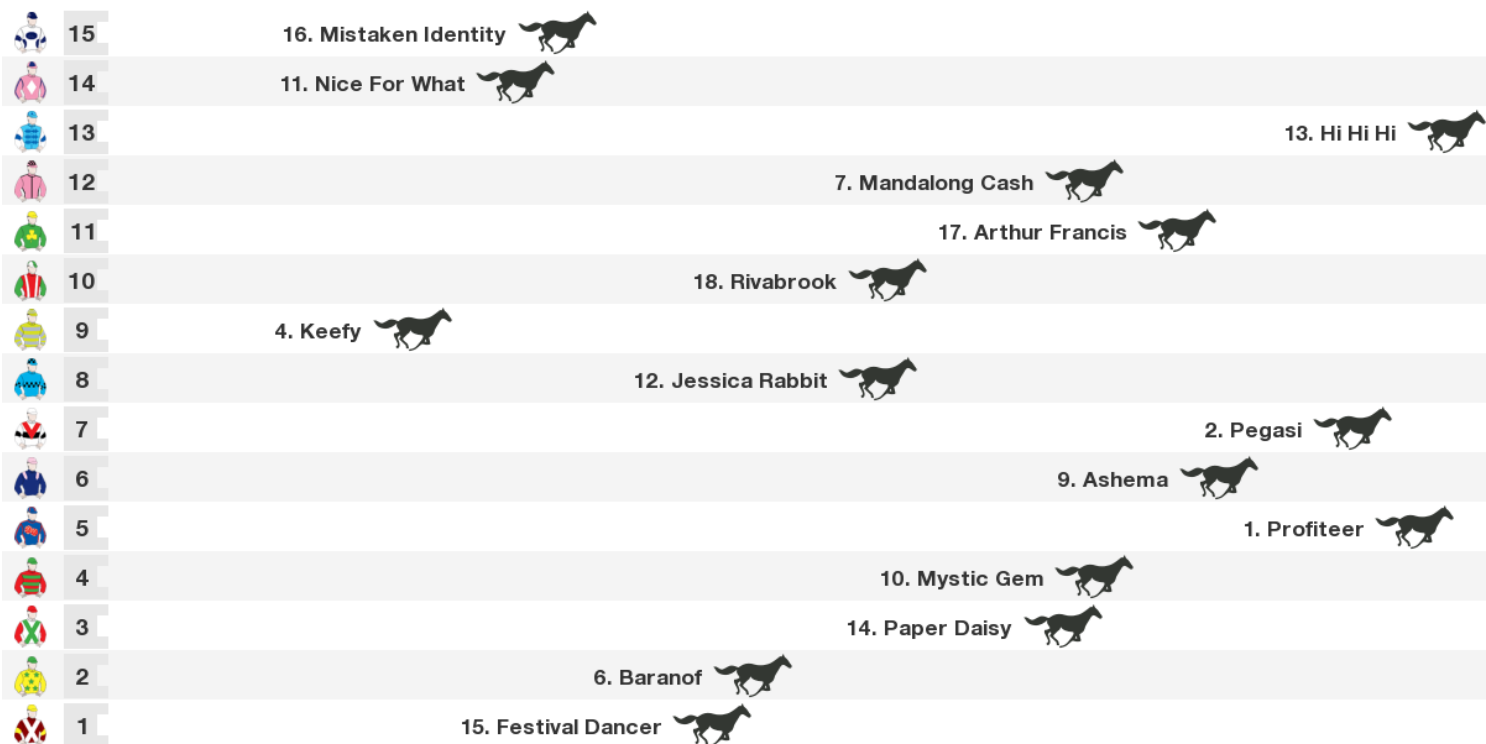 15 16. Mistaken Identity
14 11. Nice For What
13 13. Hi Hi Hi
12 7. Mandalong Cash
11 17. Arthur Francis
10 18. Rivabrook
9 4. Keefy
8 12. Jessica Rabbit
7 2. Pegasi
6 9. Ashema
5 1. Profiteer
4 10. Mystic Gem
3 14. Paper Daisy
2 6. Baranof
1 15. Festival Dancer